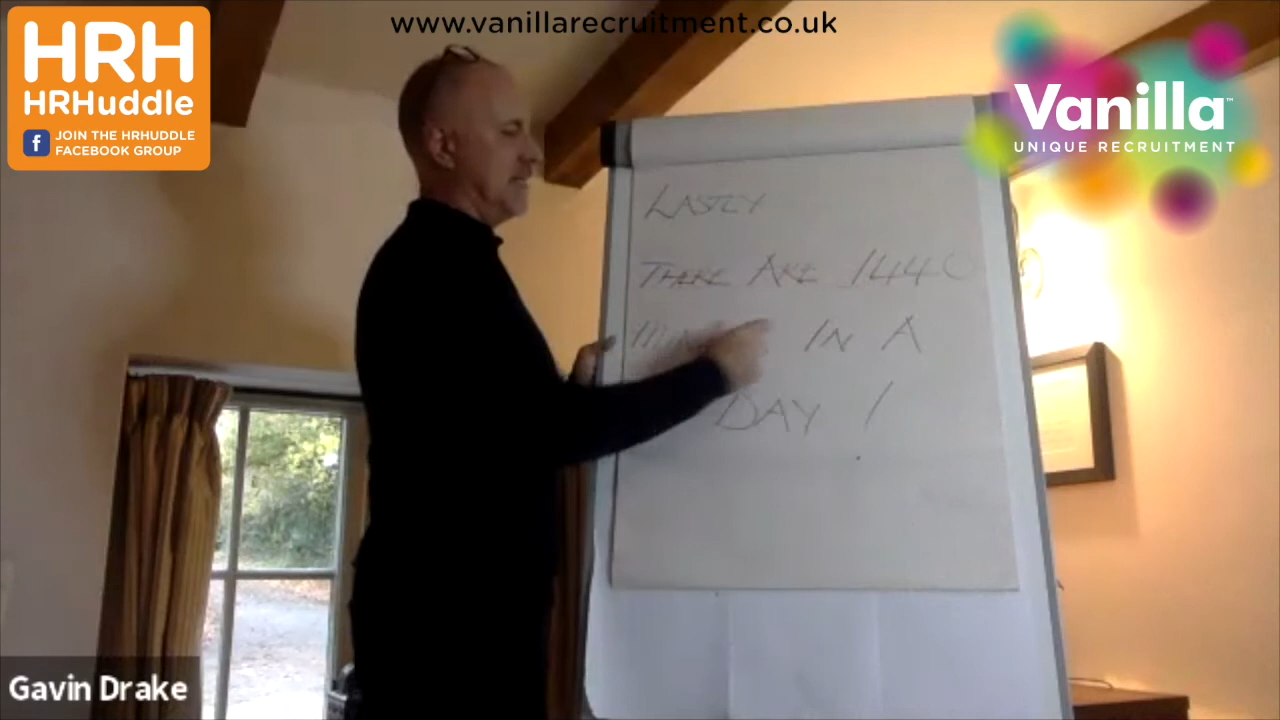 www.vanillarecruitment.co.uk
HRH
HRHuddle
f JOIN THE HRHUDDLE
FACEBOOK GROUP
Vanilla™
UNIQUE RECRUITMENT
LASTLY
THERE ARE 1440
IN A
DAY !
Gavin Drake